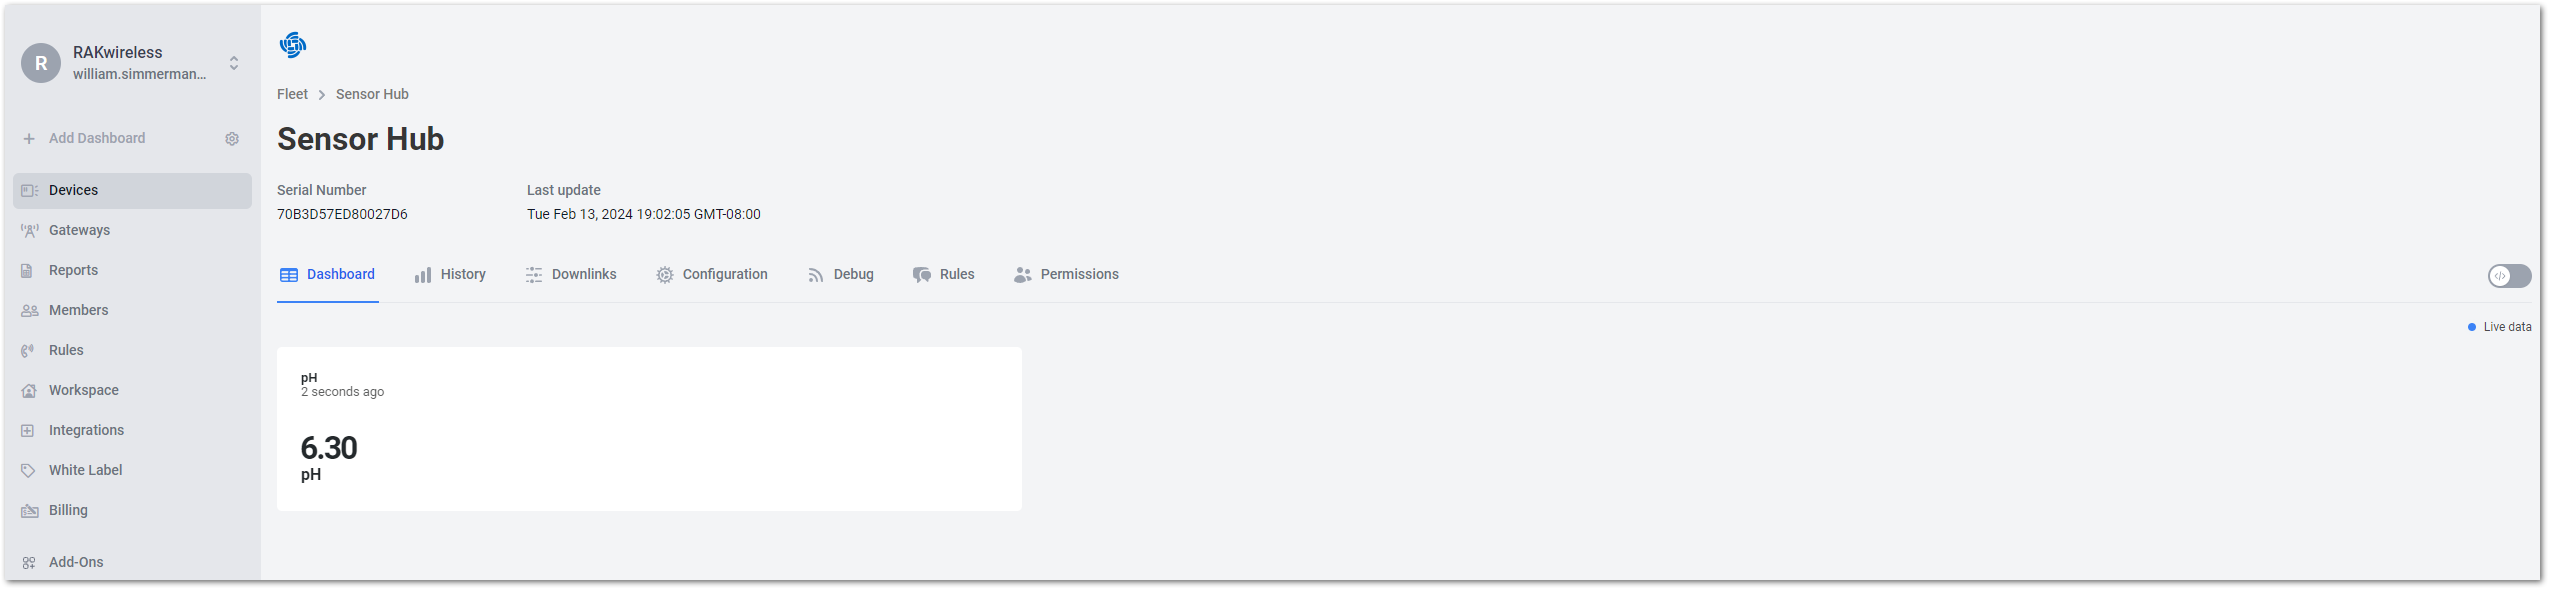 R
RAKwireless
william.simmerman...
Add Dashboard
Devices
Gateways
Reports
Members
Rules
Workspace
Integrations
White Label
Billing
Add-Ons
Fleet > Sensor Hub
Sensor Hub
Serial Number
70B3D57ED80027D6
Last update
Tue Feb 13, 2024 19:02:05 GMT-08:00
Dashboard History Downlinks Configuration Debug Rules Permissions
</>
Live data
pH
2 seconds ago
6.30
pH